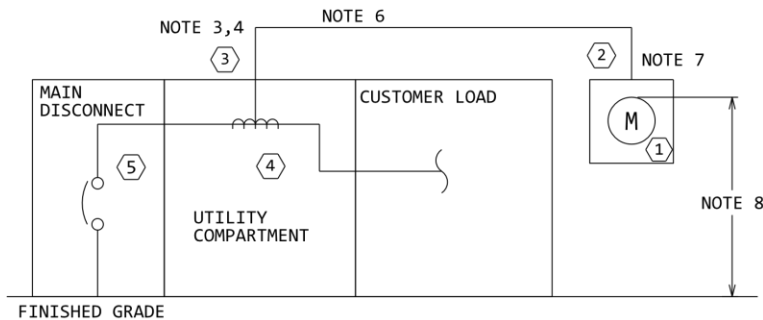 NOTE 6
NOTE 3,4
3
2
NOTE 7
MAIN
DISCONNECT
CUSTOMER LOAD
M
1
5
4
NOTE 8
UTILITY
COMPARTMENT
FINISHED GRADE